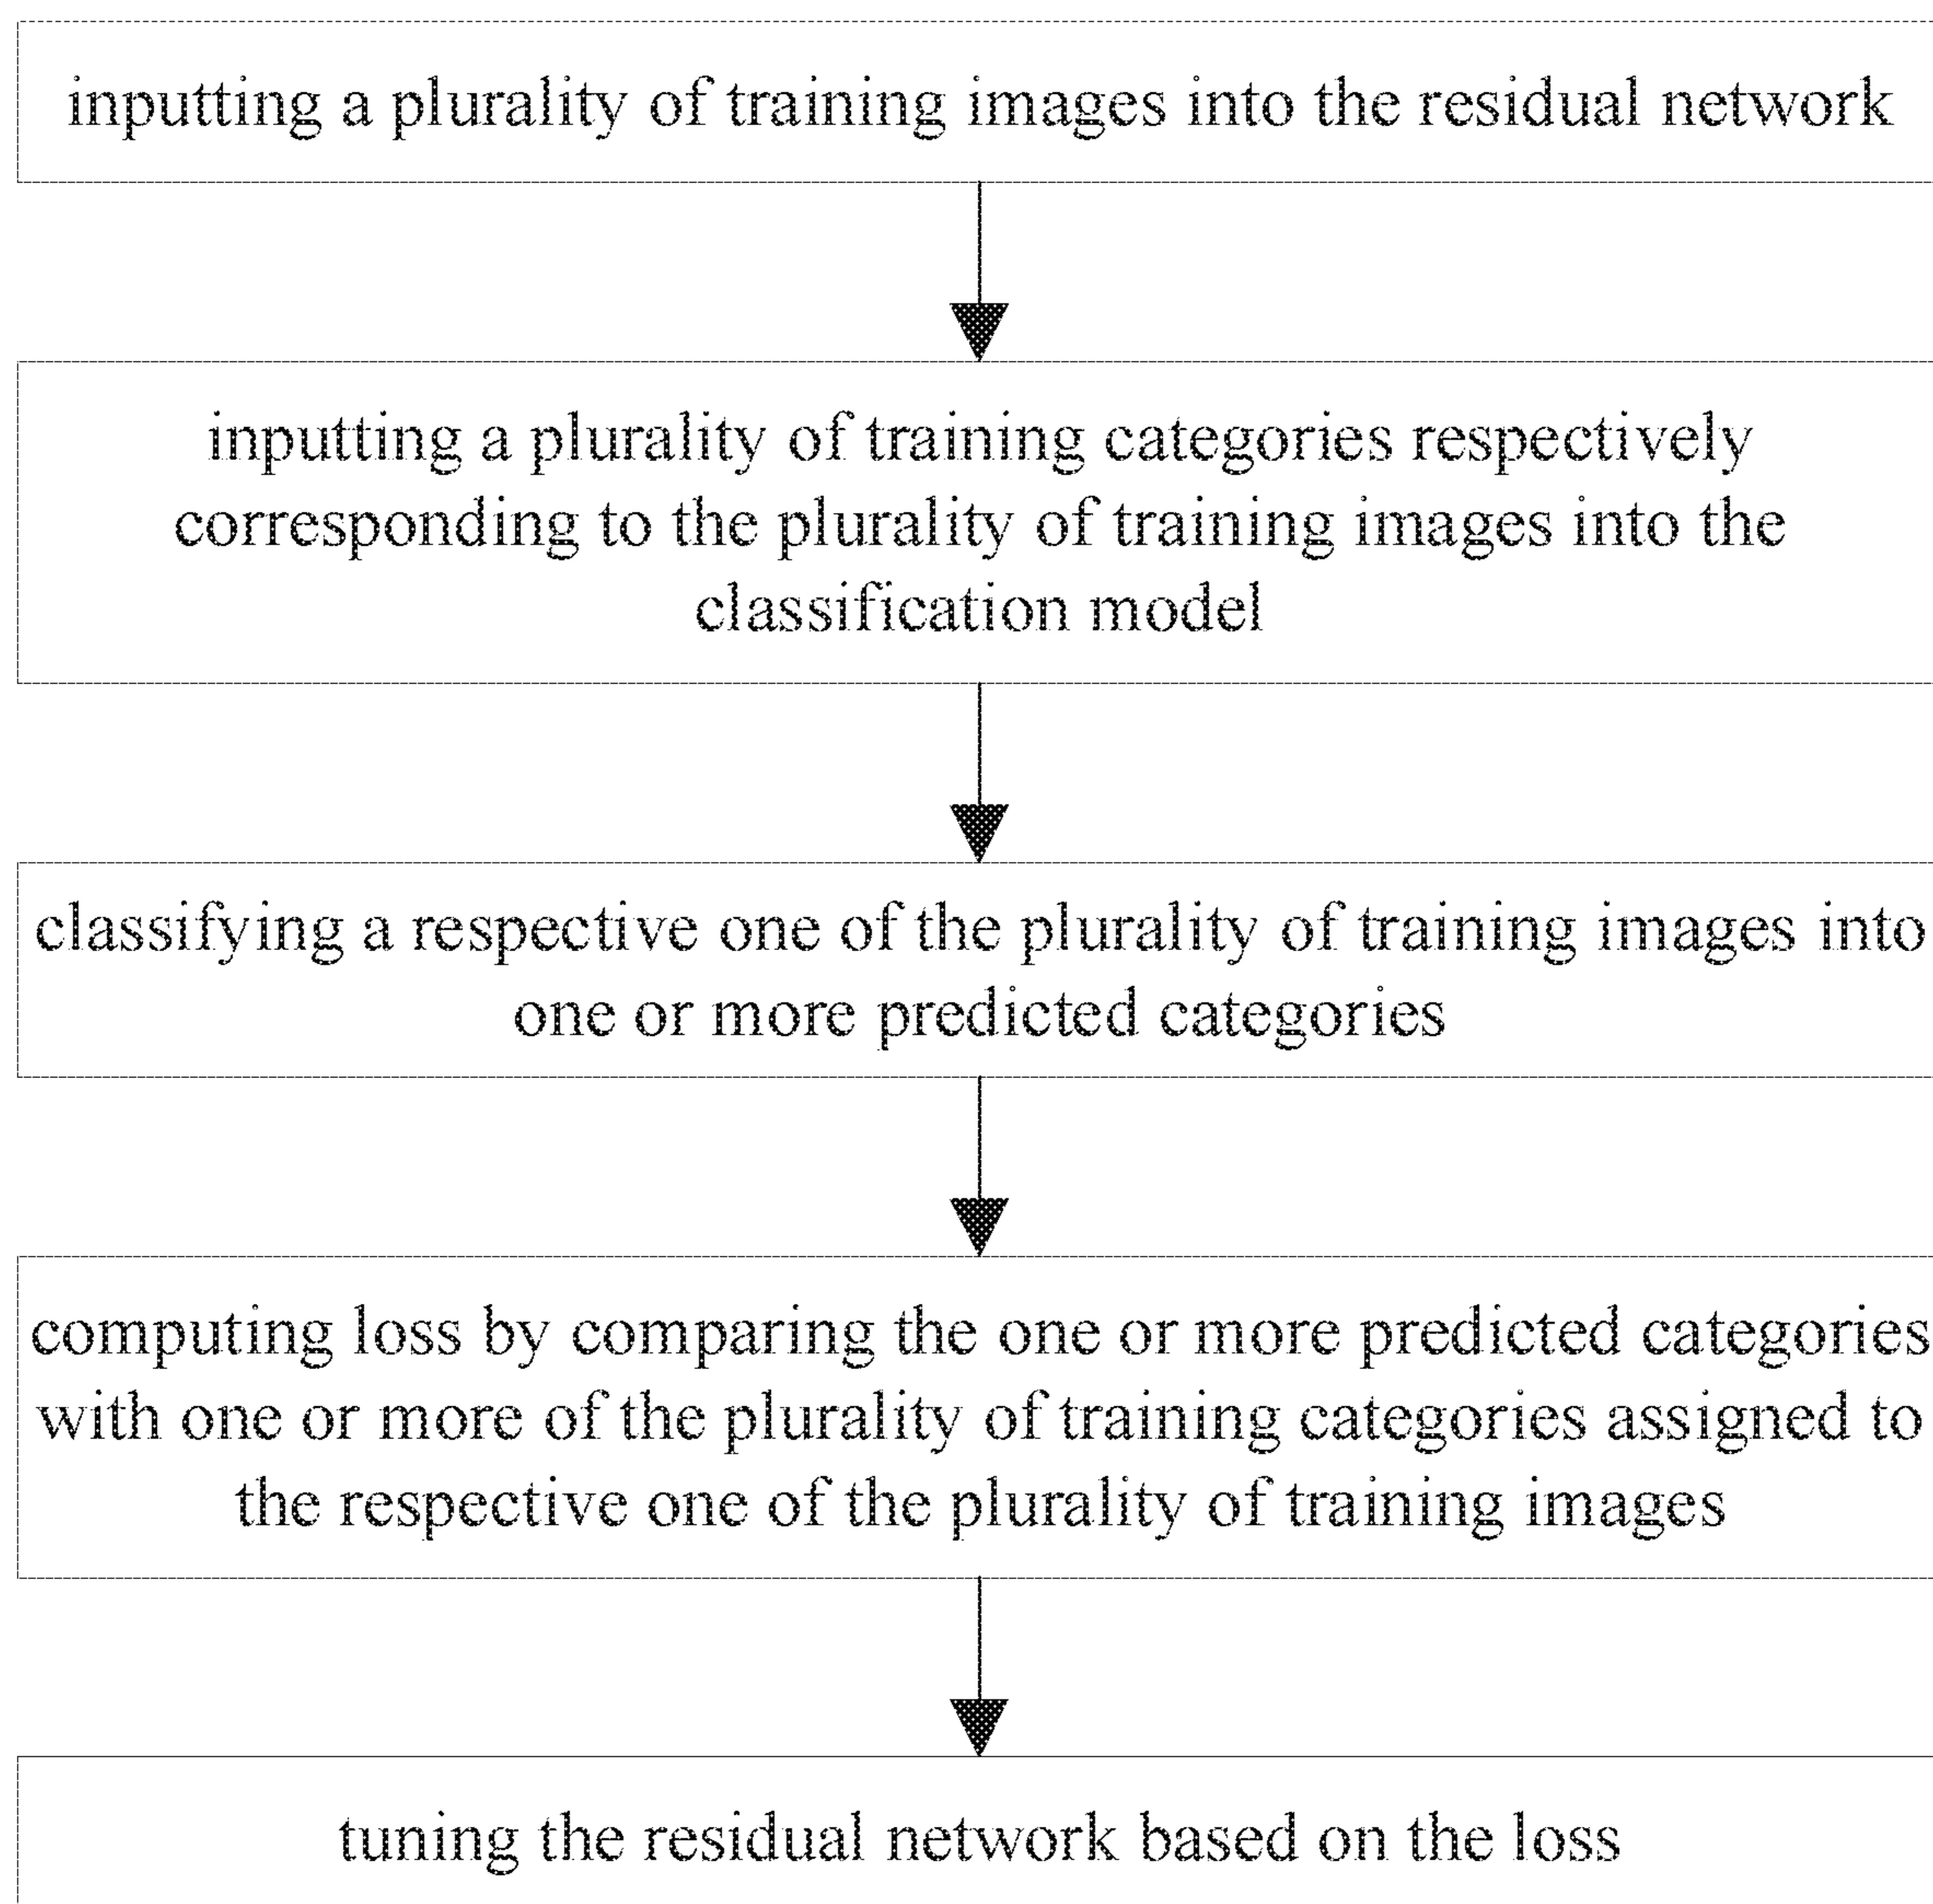 inputting a plurality of training images into the residual network
inputting a plurality of training categories respectively
corresponding to the plurality of training images into the
classification model
classifying a respective one of the plurality of training images into
one or more predicted categories
computing loss by comparing the one or more predicted categories
with one or more of the plurality of training categories assigned to
the respective one of the plurality of training images
tuning the residual network based on the loss